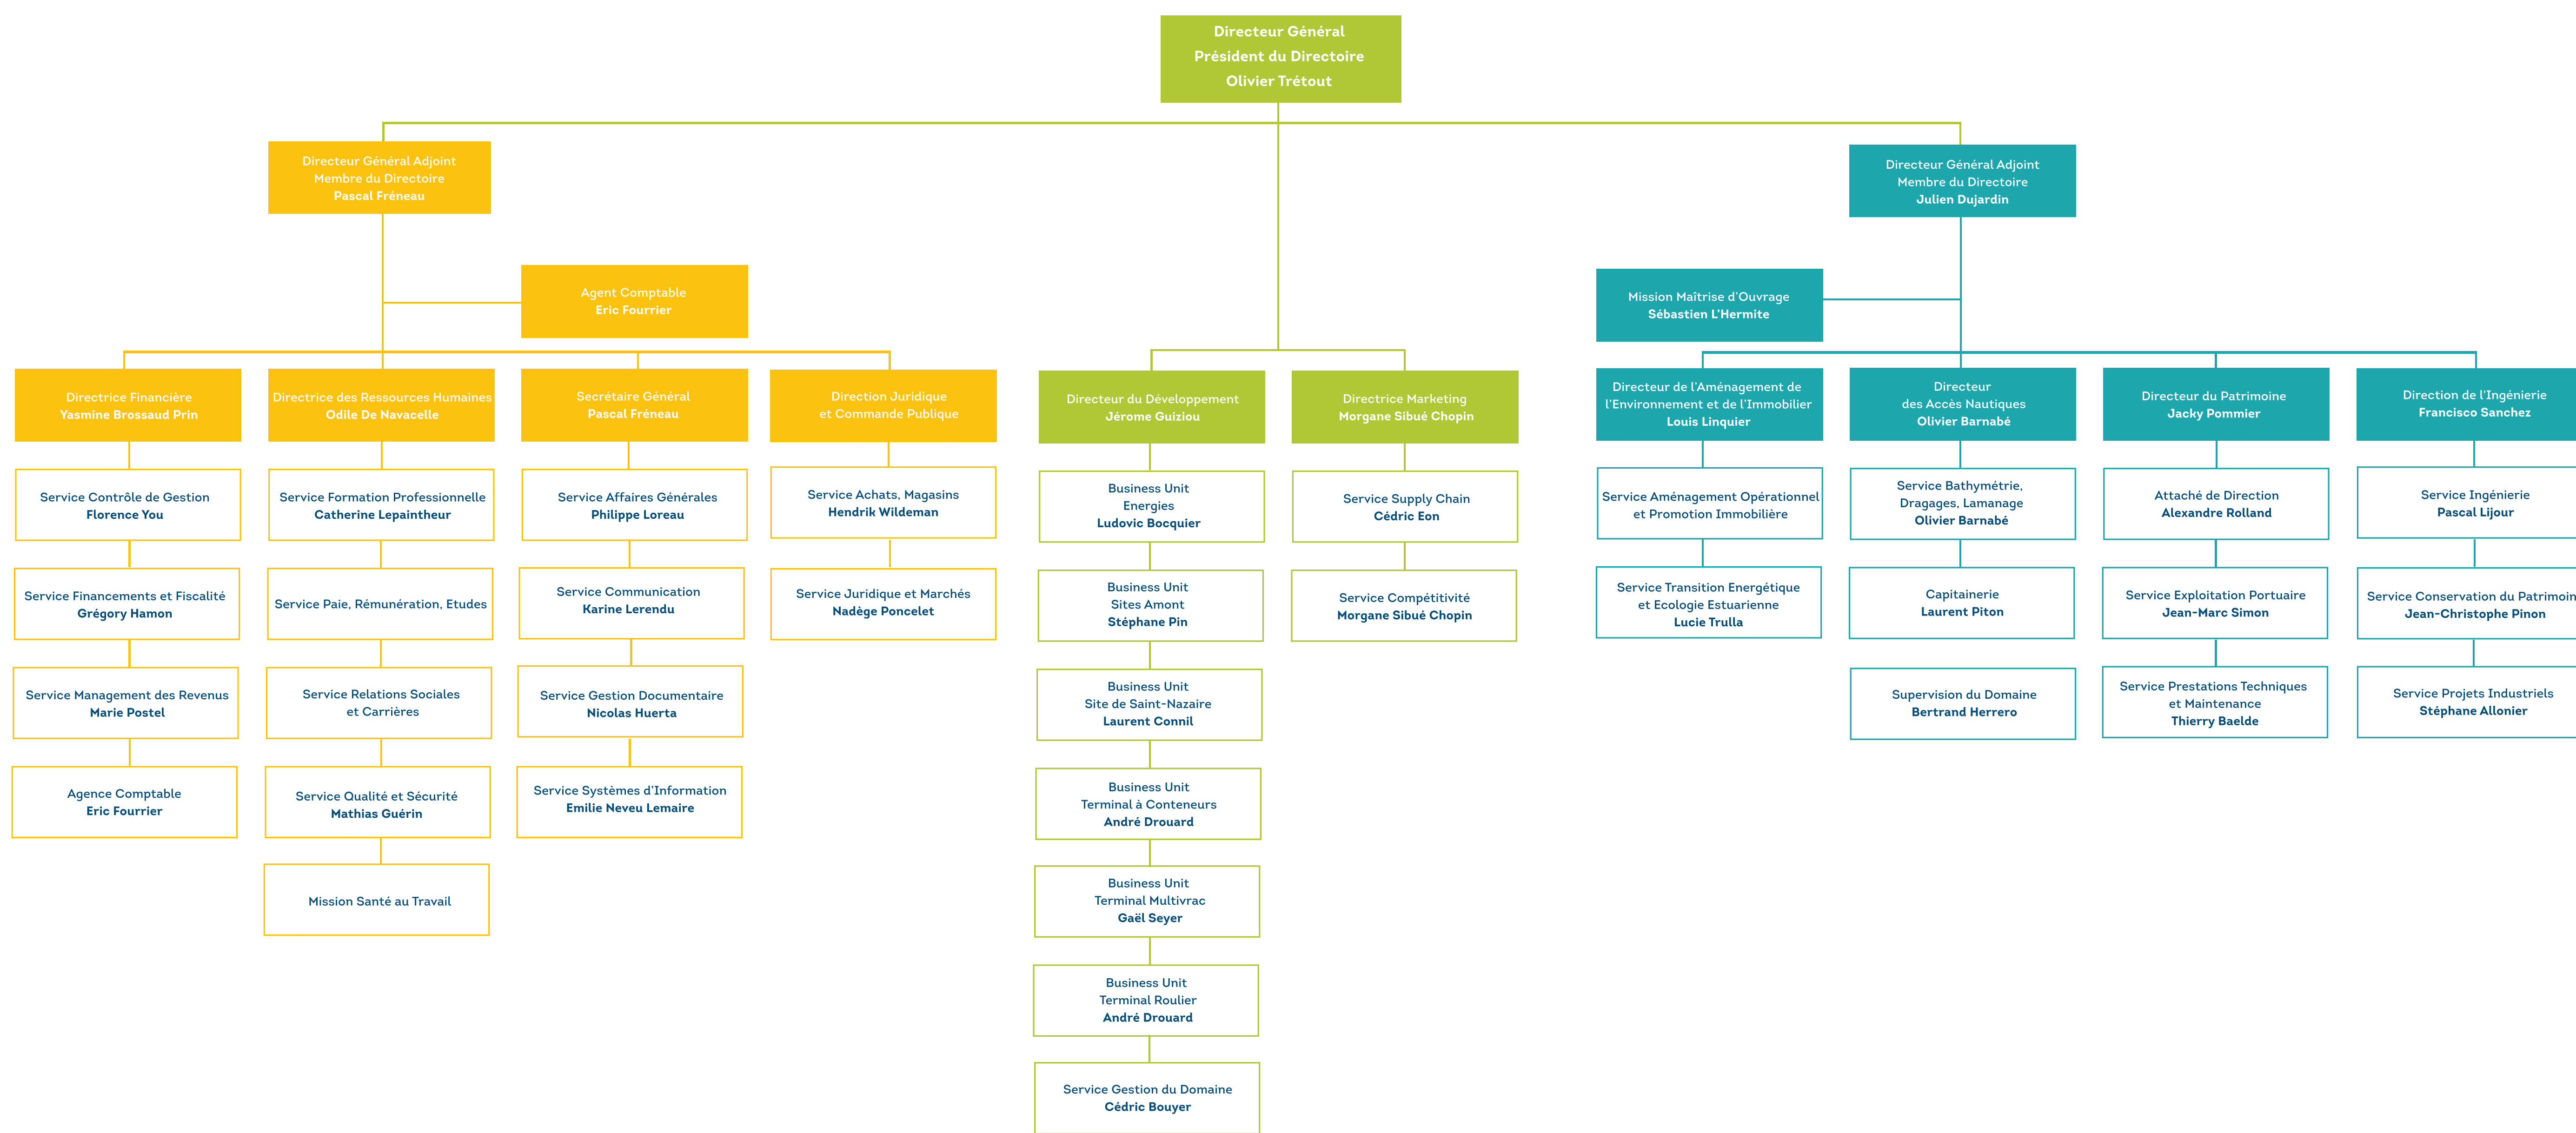 Directeur Général
Président du Directoire
Olivier Trétout
Directeur Général Adjoint
Membre du Directoire
Pascal Fréneau
Directeur Général Adjoint
Membre du Directoire
Julien Dujardin
Agent Comptable
Eric Fourrier
Mission Maîtrise d’Ouvrage
Sébastien L’Hermite
Directrice Financière
Yasmine Brossaud Prin
Directrice des Ressources Humaines
Odile De Navacelle
Secrétaire Général
Pascal Fréneau
Direction Juridique
et Commande Publique
Directeur du Développement
Jérome Guiziou
Directrice Marketing
Morgane Sibué Chopin
Directeur de l’Aménagement de
l’Environnement et de l’Immobilier
Louis Linquier
Directeur
des Accès Nautiques
Olivier Barnabé
Directeur du Patrimoine
Jacky Pommier
Direction de l’Ingénierie
Francisco Sanchez
Service Contrôle de Gestion
Florence You
Service Financements et Fiscalité
Grégory Hamon
Service Management des Revenus
Marie Postel
Agence Comptable
Eric Fourrier
Service Formation Professionnelle
Catherine Lepaintheur
Service Paie, Rémunération, Etudes
Service Relations Sociales
et Carrières
Service Qualité et Sécurité
Mathias Guérin
Mission Santé au Travail
Service Affaires Générales
Philippe Loreau
Service Communication
Karine Lerendu
Service Gestion Documentaire
Nicolas Huerta
Service Systèmes d’Information
Emilie Neveu Lemaire
Service Achats, Magasins
Hendrik Wildeman
Service Juridique et Marchés
Nadège Poncelet
Business Unit
Energies
Ludovic Bocquier
Business Unit
Sites Amont
Stéphane Pin
Business Unit
Site de Saint-Nazaire
Laurent Connil
Business Unit
Terminal à Conteneurs
André Drouard
Business Unit
Terminal Multivrac
Gaël Seyer
Business Unit
Terminal Roulier
André Drouard
Service Gestion du Domaine
Cédric Bouyer
Service Supply Chain
Cédric Eon
Service Compétitivité
Morgane Sibué Chopin
Service Aménagement Opérationnel
et Promotion Immobilière
Service Transition Energétique
et Ecologie Estuarienne
Lucie Trulla
Service Bathymétrie,
Dragages, Lamanage
Olivier Barnabé
Capitainerie
Laurent Piton
Supervision du Domaine
Bertrand Herrero
Attaché de Direction
Alexandre Rolland
Service Exploitation Portuaire
Jean-Marc Simon
Service Prestations Techniques
et Maintenance
Thierry Baelde
Service Ingénierie
Pascal Lijour
Service Conservation du Patrimoin
Jean-Christophe Pinon
Service Projets Industriels
Stéphane Allonier